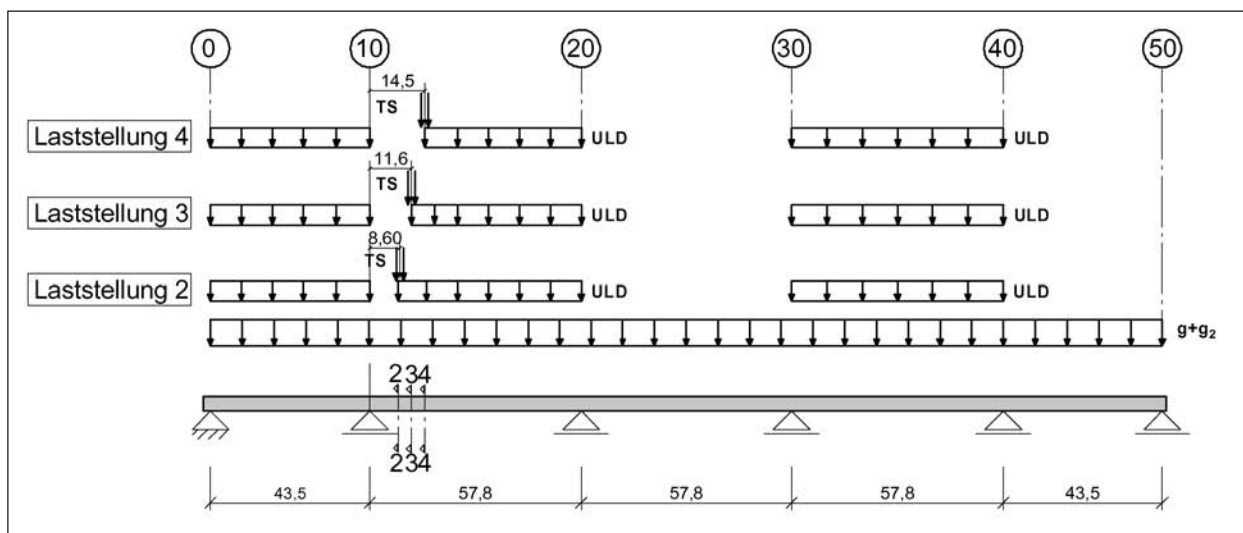 0 10 20 30 40 50
14,5
TS
Laststellung 4 ULD ULD
11,6
TS
Laststellung 3 ULD ULD
8,60
TS
Laststellung 2 ULD ULD
g+g₂
234
234
43,5 57,8 57,8 57,8 43,5